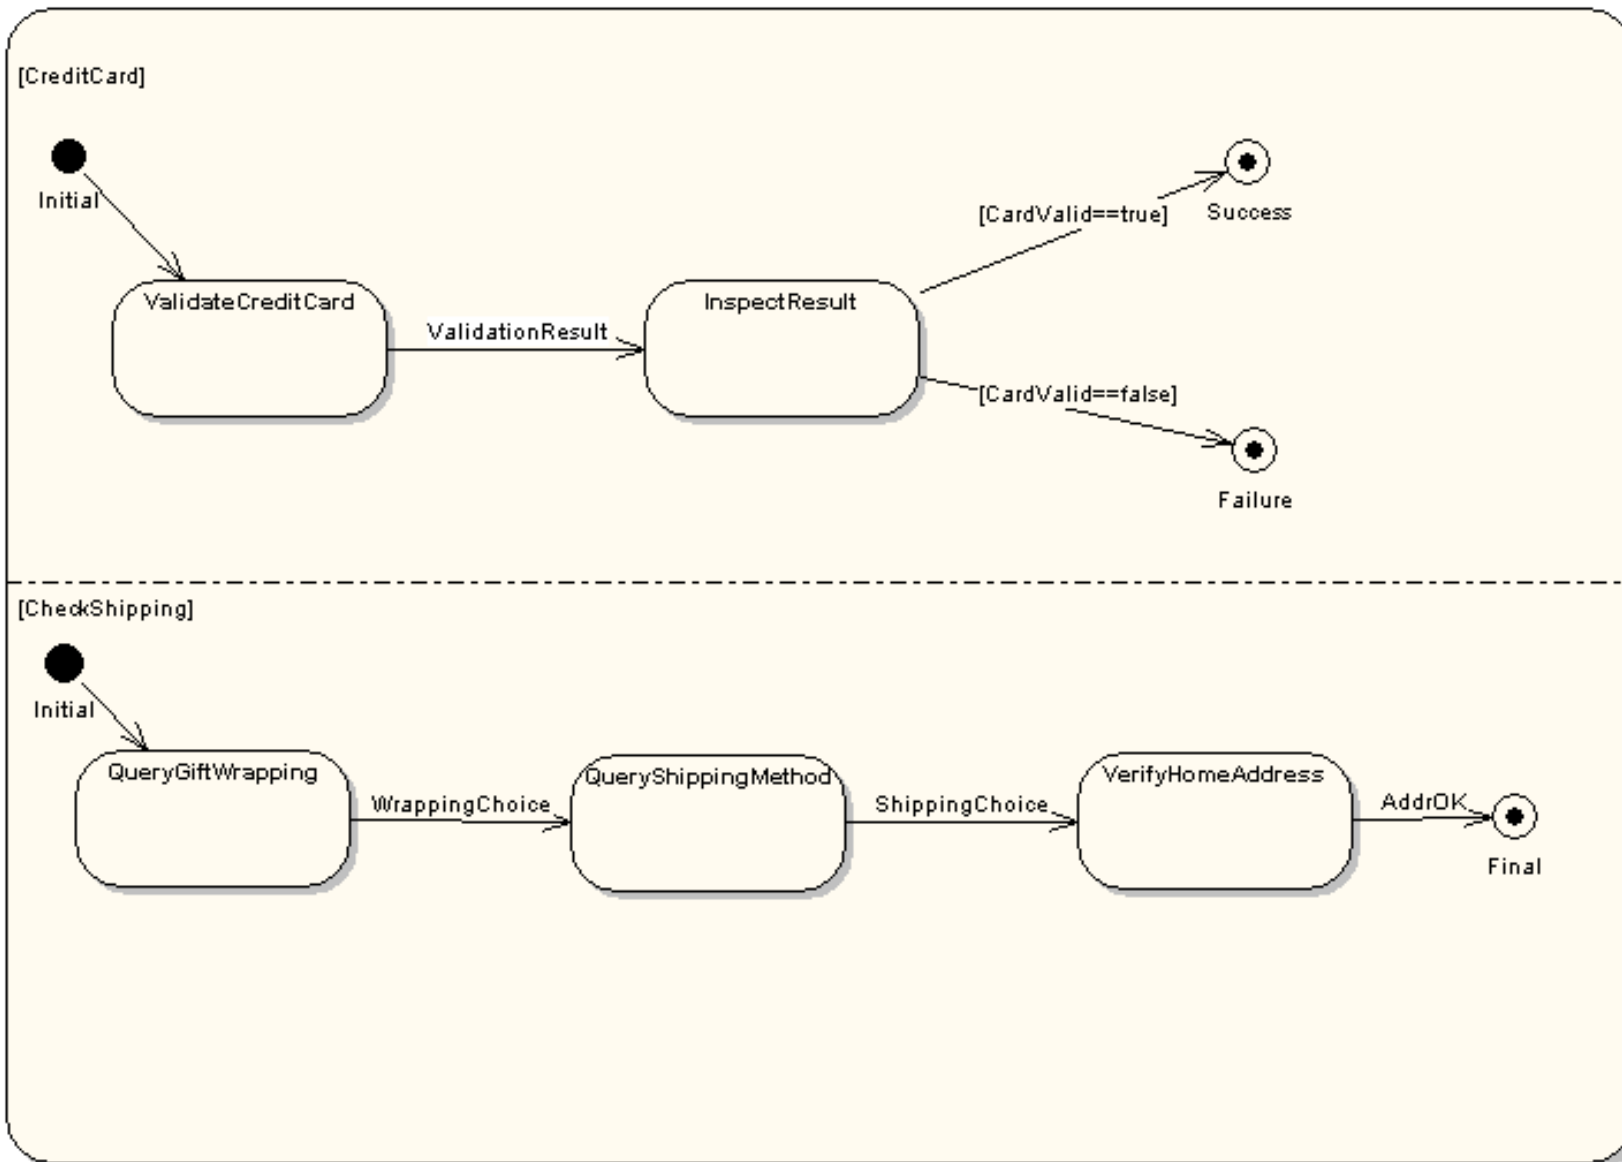 [CreditCard]
Initial
[CardValid==true]
Success
ValidateCreditCard
InspectResult
ValidationResult
[CardValid==false]
Failure
[CheckShipping]
Initial
QueryGiftWrapping
QueryShippingMethod
VerifyHomeAddress
WrappingChoice
ShippingChoice
AddrOK
Final